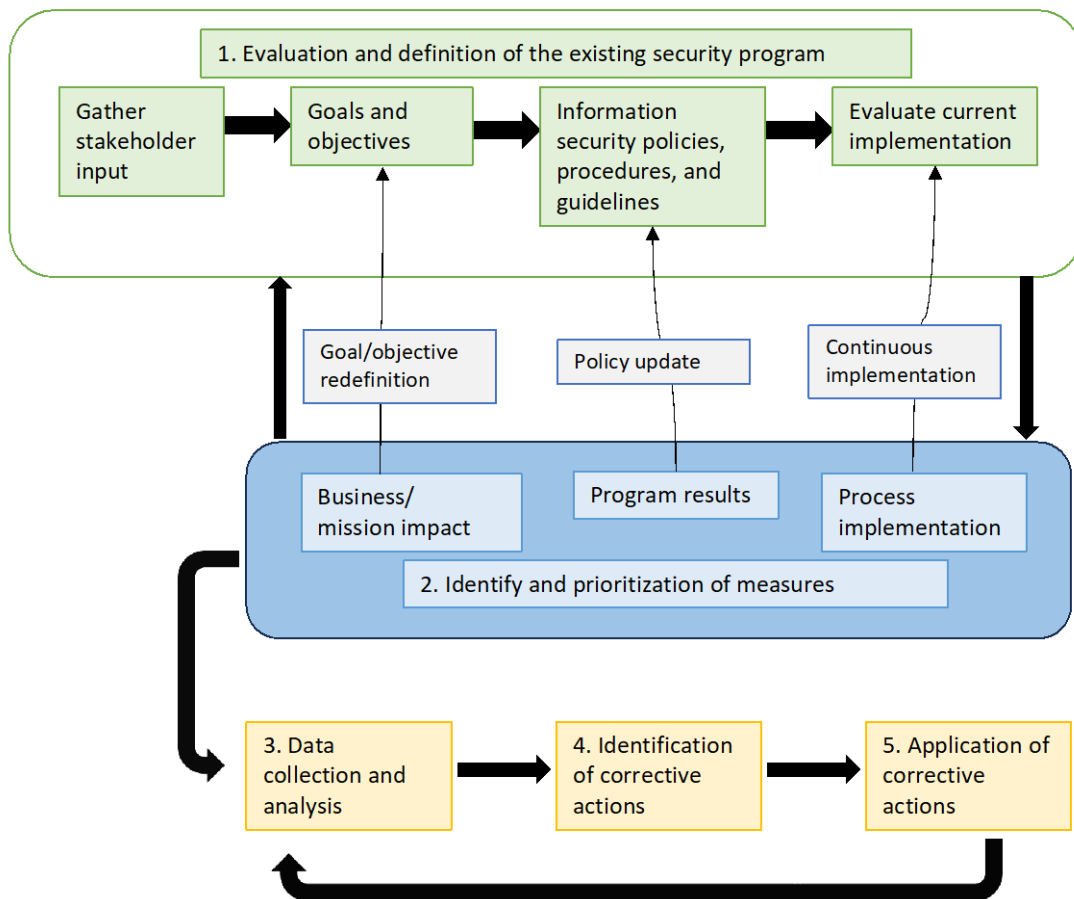 1. Evaluation and definition of the existing security program
Gather
stakeholder
input
Goals and
objectives
Information
security policies,
procedures, and
guidelines
Evaluate current
implementation
Goal/objective
redefinition
Policy update
Continuous
implementation
Business/
mission impact
Program results
Process
implementation
2. Identify and prioritization of measures
3. Data
collection and
analysis
4. Identification
of corrective
actions
5. Application of
corrective
actions